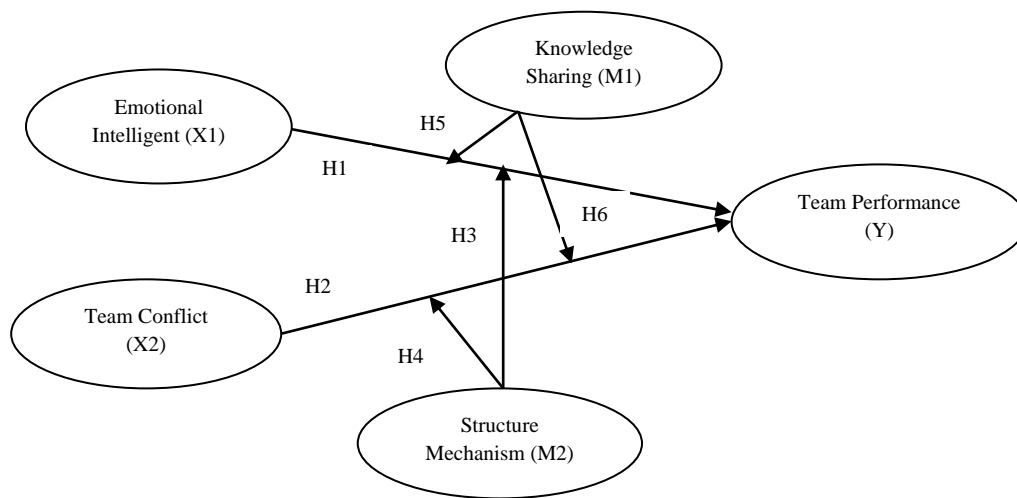 Knowledge
Sharing (M1)
Emotional
Intelligent (X1)
H5
H1
Team Performance
(Y)
H6
H3
H2
Team Conflict
(X2)
H4
Structure
Mechanism (M2)